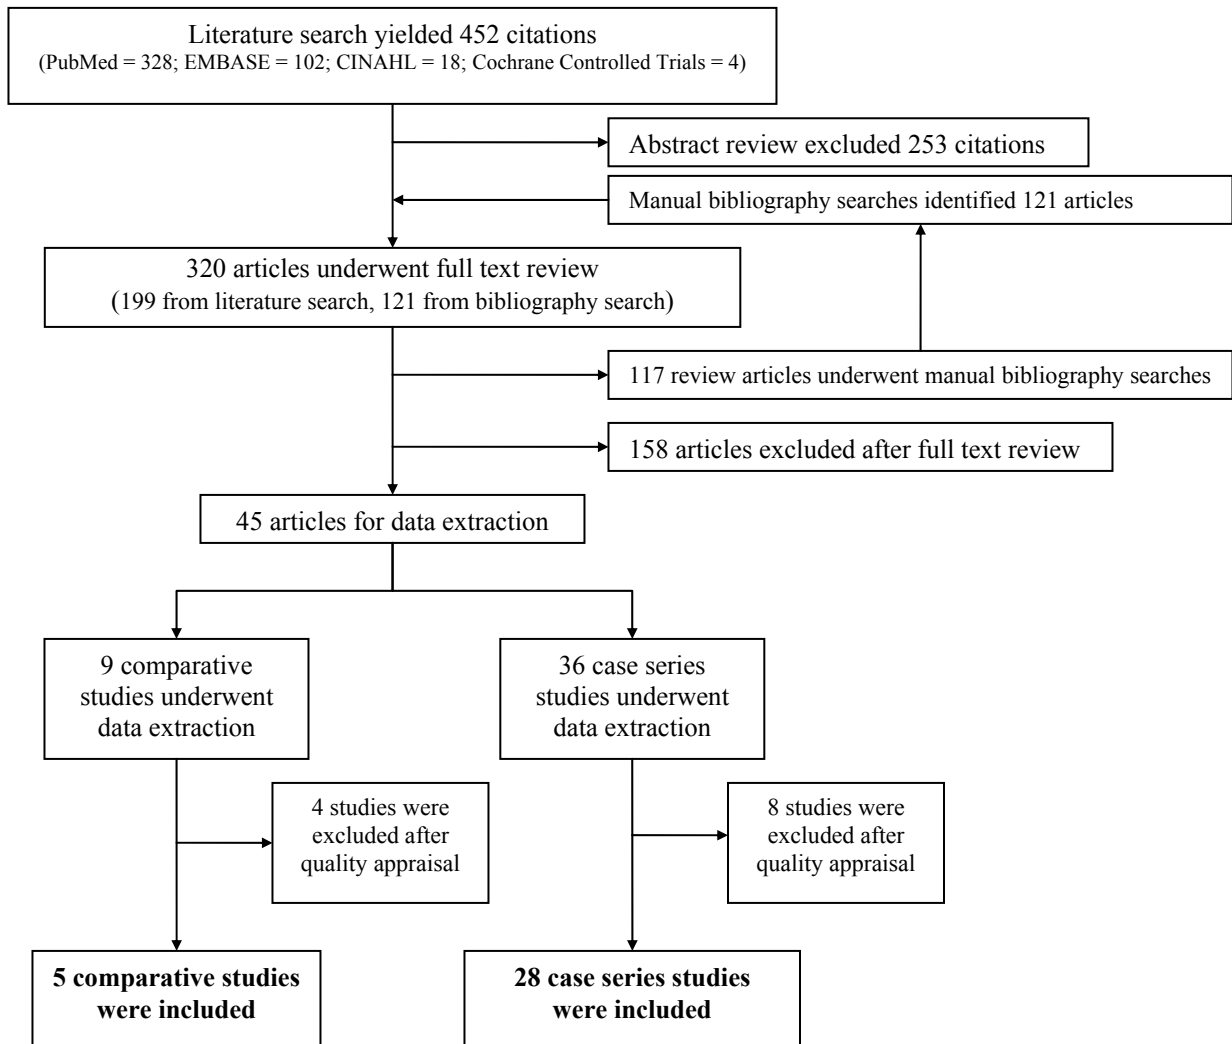 Literature search yielded 452 citations
(PubMed = 328; EMBASE = 102; CINAHL = 18; Cochrane Controlled Trials = 4)
Abstract review excluded 253 citations
Manual bibliography searches identified 121 articles
320 articles underwent full text review
(199 from literature search, 121 from bibliography search)
117 review articles underwent manual bibliography searches
158 articles excluded after full text review
45 articles for data extraction
9 comparative
studies underwent
data extraction
36 case series
studies underwent
data extraction
4 studies were
excluded after
quality appraisal
8 studies were
excluded after
quality appraisal
5 comparative studies
were included
28 case series studies
were included